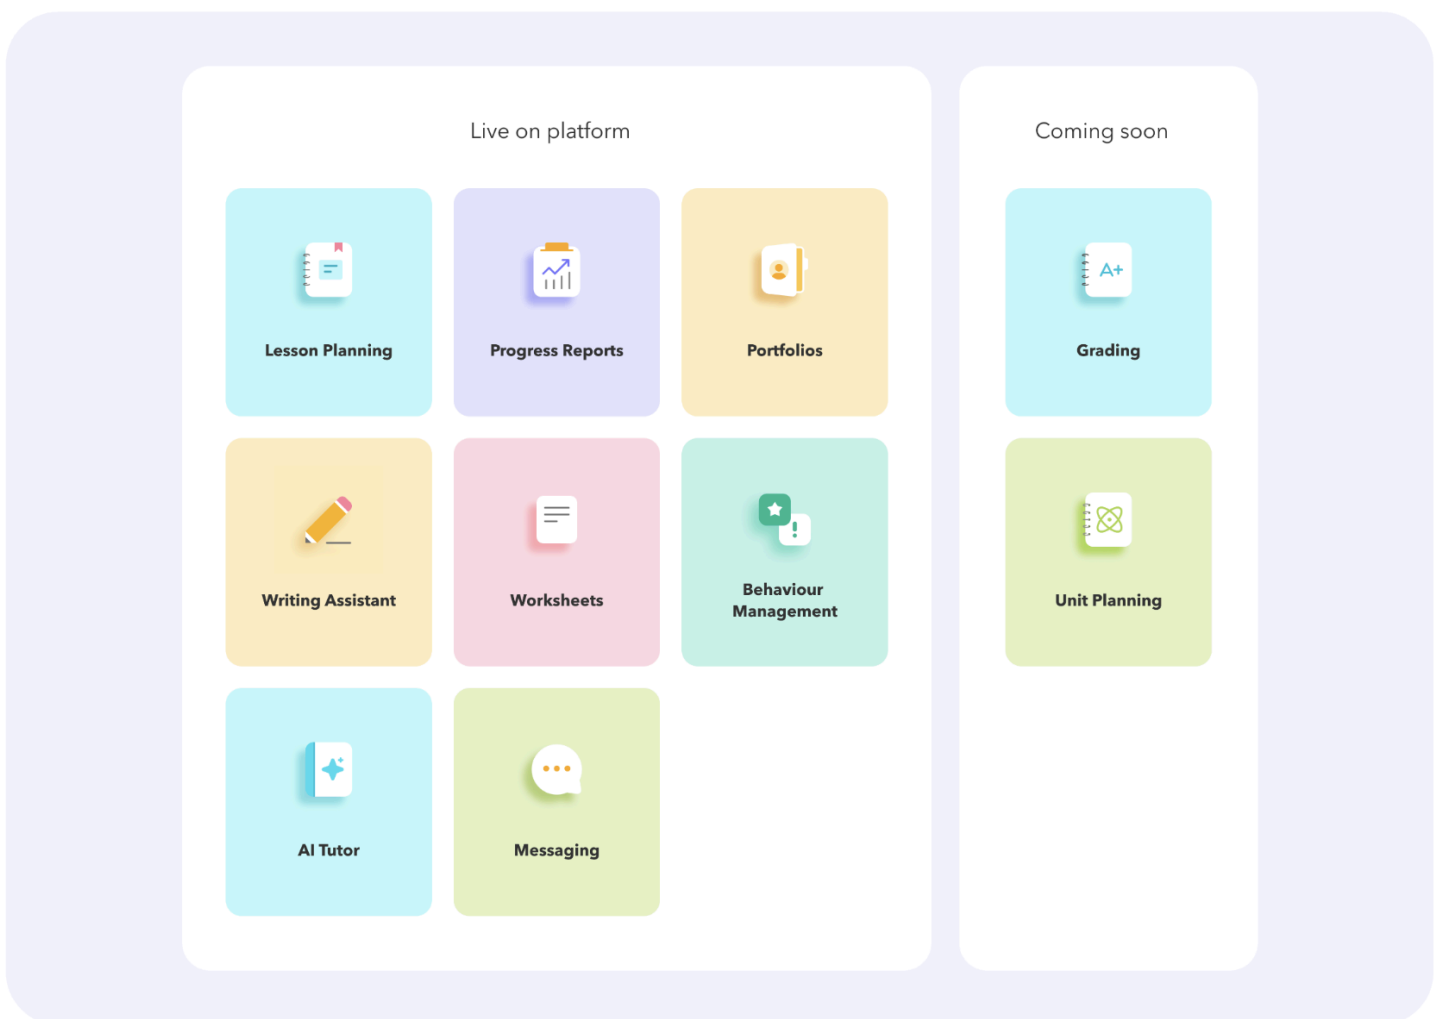 Live on platform
Coming soon
Lesson Planning
Progress Reports
Portfolios
A+
Grading
Writing Assistant
Worksheets
Behaviour
Management
Unit Planning
AI Tutor
Messaging